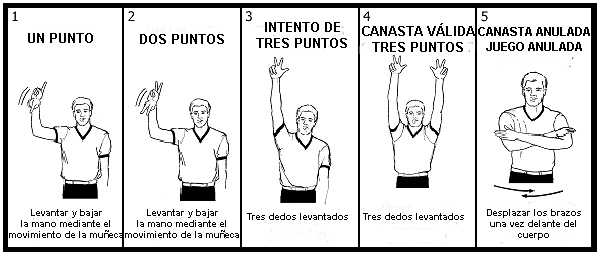 1
UN PUNTO
Levantar y bajar
la mano mediante el
movimiento de la muñeca
2
DOS PUNTOS
Levantar y bajar
la mano mediante el
movimiento de la muñeca
3
INTENTO DE
TRES PUNTOS
Tres dedos levantados
4
CANASTA VÁLIDA
TRES PUNTOS
Tres dedos levantados
5
CANASTA ANULADA
JUEGO ANULADA
Desplazar los brazos
una vez delante del
cuerpo